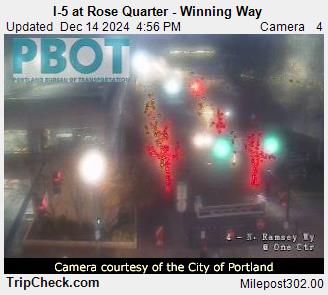 I-5 at Rose Quarter - Winning Way
Updated Dec 14 2024 4:56 PM Camera 4
PBOT
PORTLAND BUREAU OF TRANSPORTATION
4 - N. Ramsey Wy
@ One Ctr
Camera courtesy of the City of Portland
TripCheck.com Milepost302.00